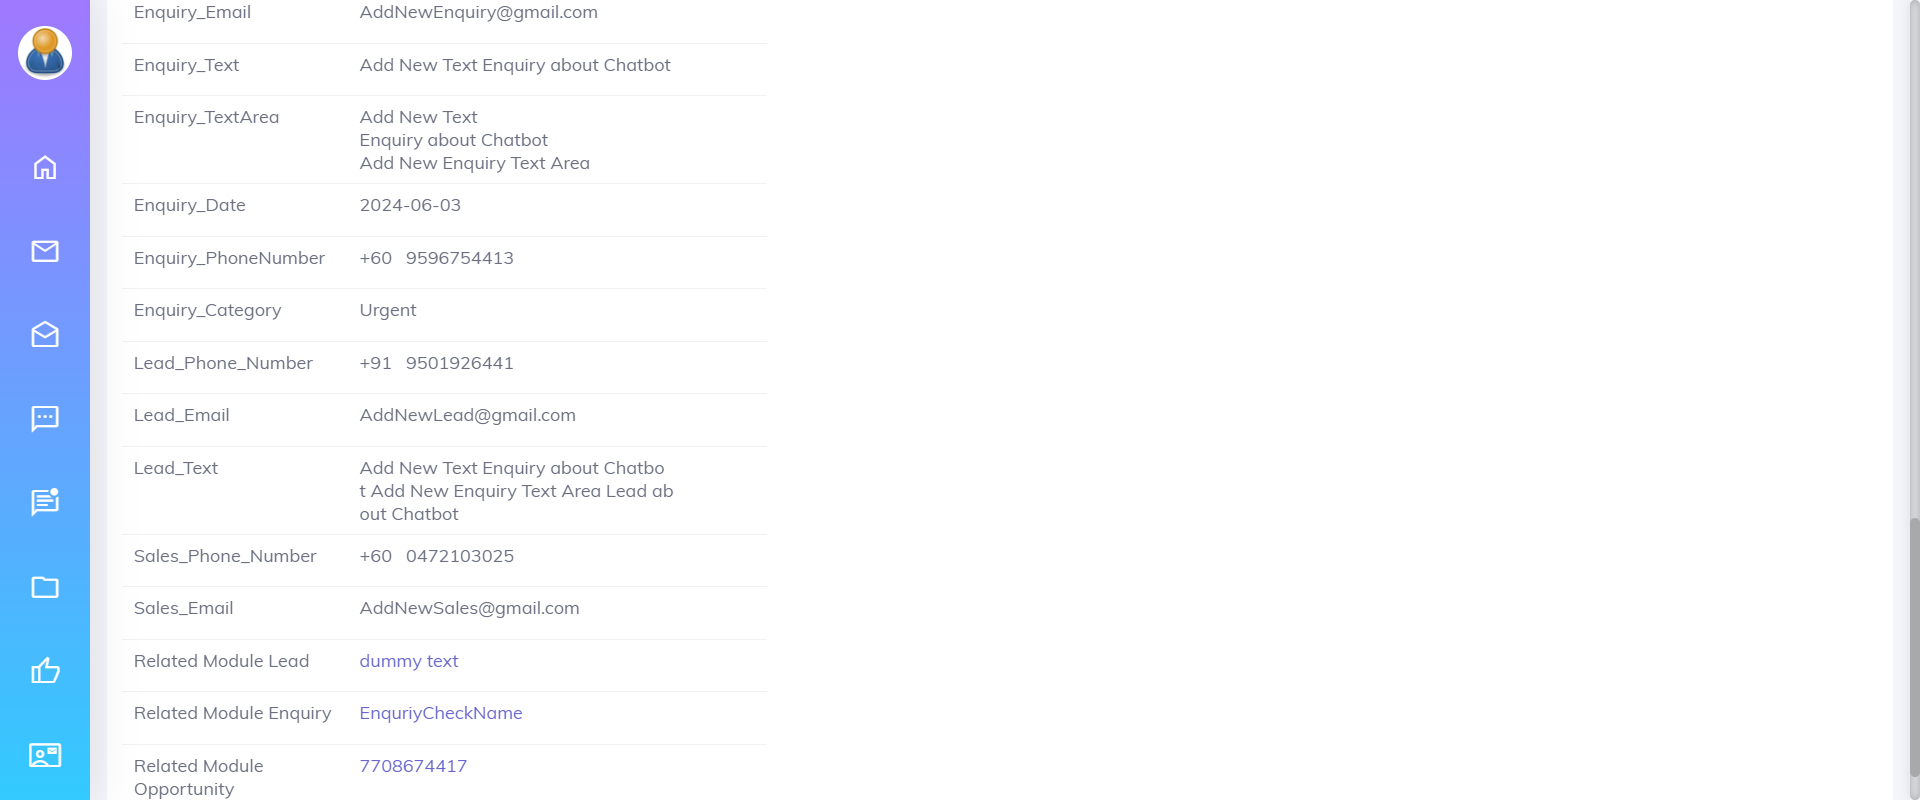 Enquiry_Email AddNewEnquiry@gmail.com
Enquiry_Text Add New Text Enquiry about Chatbot
Enquiry_TextArea Add New Text
Enquiry about Chatbot
Add New Enquiry Text Area
Enquiry_Date 2024-06-03
Enquiry_PhoneNumber +60 9596754413
Enquiry_Category Urgent
Lead_Phone_Number +91 9501926441
Lead_Email AddNewLead@gmail.com
Lead_Text Add New Text Enquiry about Chatbo
t Add New Enquiry Text Area Lead ab
out Chatbot
Sales_Phone_Number +60 0472103025
Sales_Email AddNewSales@gmail.com
Related Module Lead dummy text
Related Module Enquiry EnquriyCheckName
Related Module 7708674417
Opportunity